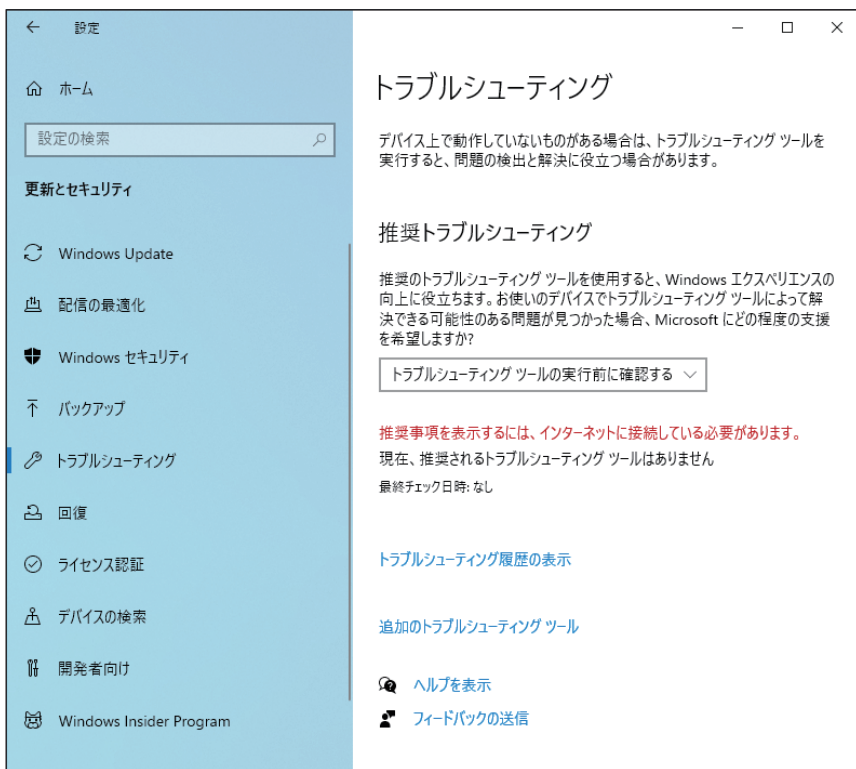 設定
ホーム
設定の検索
更新とセキュリティ
Windows Update
配信の最適化
Windows セキュリティ
バックアップ
トラブルシューティング
回復
ライセンス認証
デバイスの検索
開発者向け
Windows Insider Program
トラブルシューティング
デバイス上で動作していないものがある場合は、トラブルシューティング ツールを
実行すると、問題の検出と解決に役立つ場合があります。
推奨トラブルシューティング
推奨のトラブルシューティング ツールを使用すると、Windows エクスペリエンスの
向上に役立ちます。お使いのデバイスでトラブルシューティング ツールによって解
決できる可能性のある問題が見つかった場合、Microsoft にどの程度の支援
を希望しますか?
トラブルシューティング ツールの実行前に確認する
推奨事項を表示するには、インターネットに接続している必要があります。
現在、推奨されるトラブルシューティング ツールはありません
最終チェック日時: なし
トラブルシューティング履歴の表示
追加のトラブルシューティング ツール
ヘルプを表示
フィードバックの送信